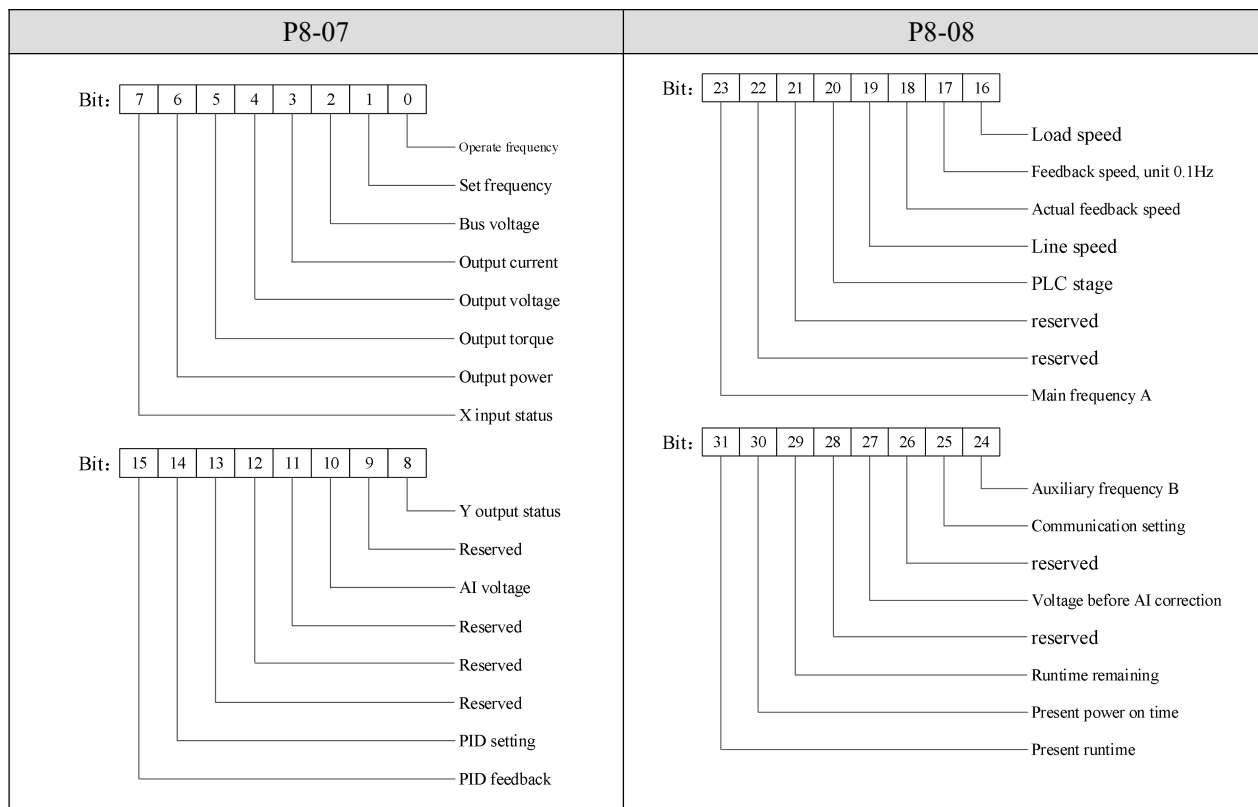 P8-07
Bit: 7 6 5 4 3 2 1 0
Operate frequency
Set frequency
Bus voltage
Output current
Output voltage
Output torque
Output power
X input status
Bit: 15 14 13 12 11 10 9 8
Y output status
Reserved
AI voltage
Reserved
Reserved
Reserved
PID setting
PID feedback
P8-08
Bit: 23 22 21 20 19 18 17 16
Load speed
Feedback speed, unit 0.1Hz
Actual feedback speed
Line speed
PLC stage
reserved
reserved
Main frequency A
Bit: 31 30 29 28 27 26 25 24
Auxiliary frequency B
Communication setting
reserved
Voltage before AI correction
reserved
Runtime remaining
Present power on time
Present runtime